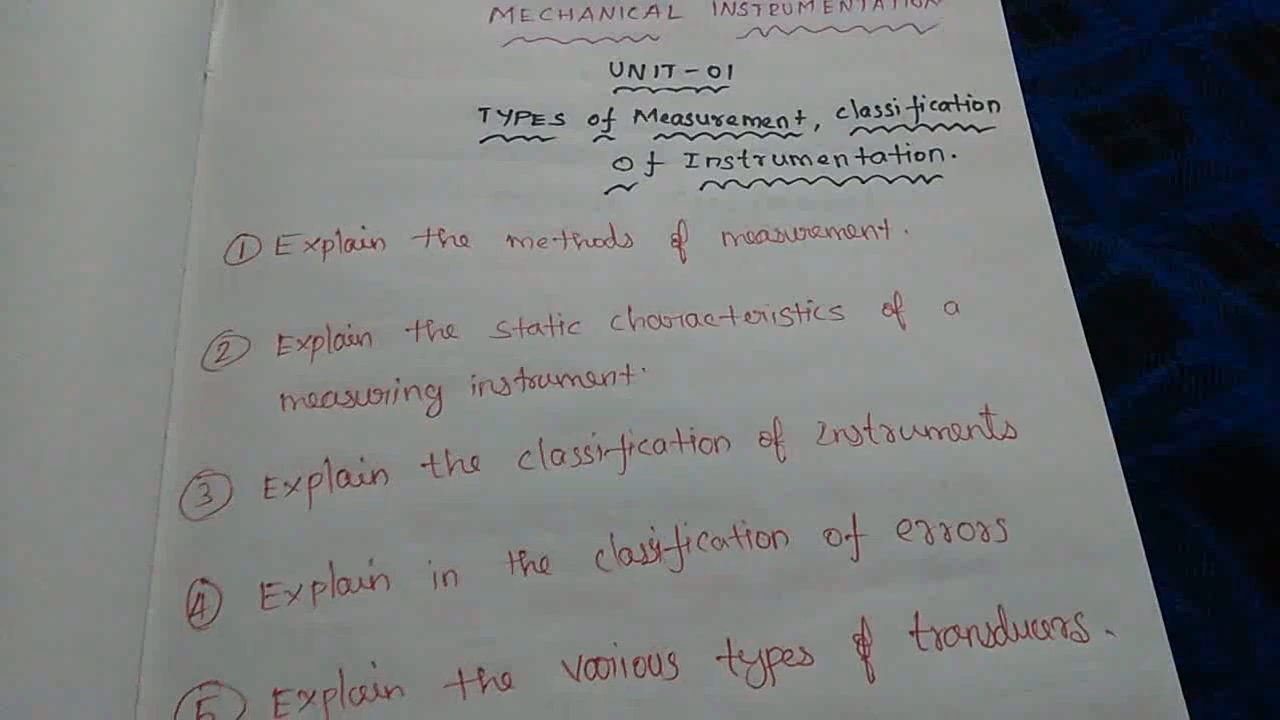 MECHANICAL INSTRUMENTATION
UNIT-01
TYPES of Measurement, classification
Of Instrumentation.
① Explain the methods of measurement.
② Explain the static characteristics of a
measuring instrument.
③ Explain the classification of Instruments
④ Explain in the classification of errors
⑤ Explain the various types of transducers.